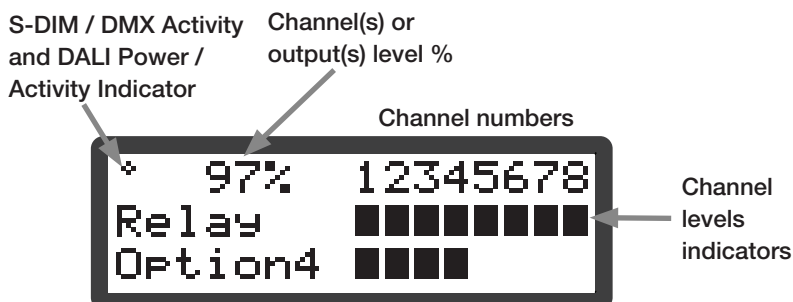 S-DIM / DMX Activity
and DALI Power /
Activity Indicator
Channel(s) or
output(s) level %
Channel numbers
° 97% 12345678
Relay
Option4
Channel
levels
indicators